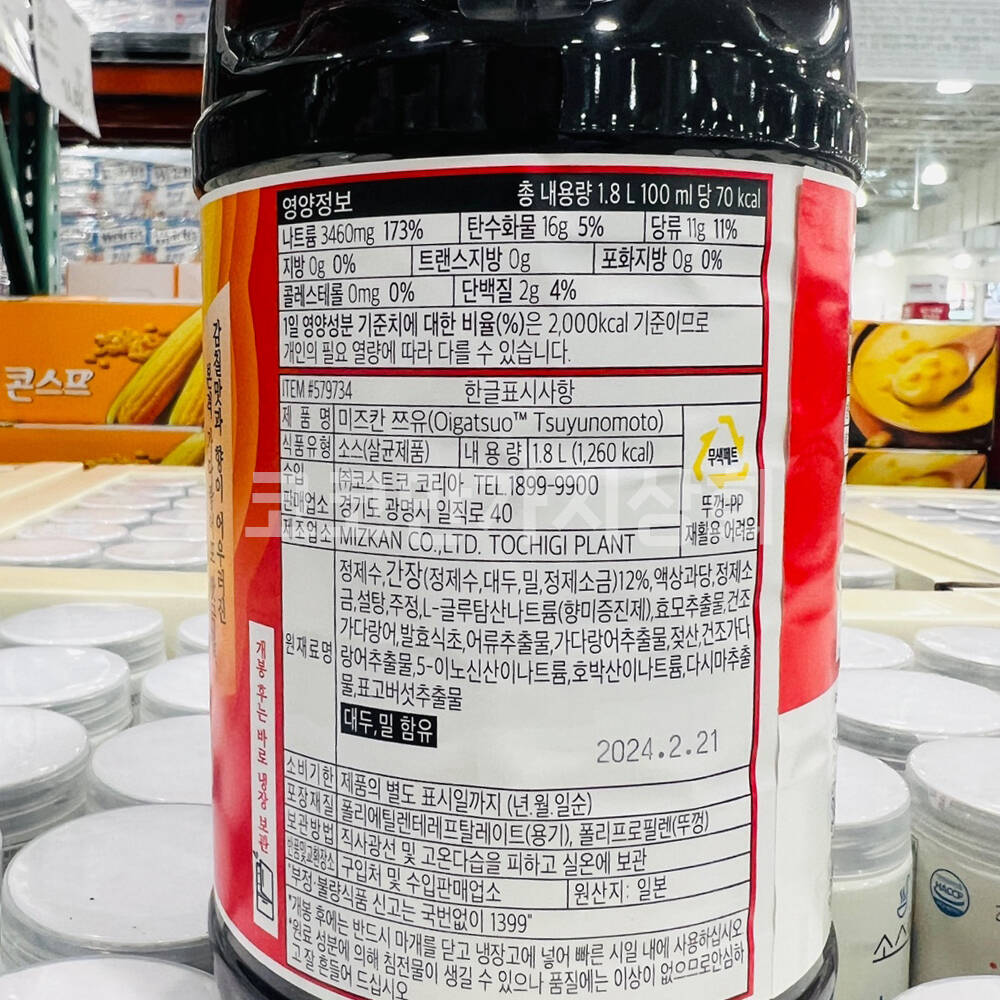 영양정보 총 내용량 1.8 L 100 ml 당 70 kcal
나트륨 3460mg 173% 탄수화물 16g 5% 당류 11g 11%
지방 0g 0% 트랜스지방 0g 포화지방 0g 0%
콜레스테롤 0mg 0% 단백질 2g 4%
1일 영양성분 기준치에 대한 비율(%)은 2,000kcal 기준이므로
개인의 필요 열량에 따라 다를 수 있습니다.
ITEM #579734 한글표시사항
제 품 명 미즈칸 쯔유(Oigatsuo™ Tsuyunomoto)
식품유형 소스(살균제품) 내 용 량 1.8 L (1,260 kcal)
수입 ㈜코스트코 코리아 TEL.1899-9900
판매업소 경기도 광명시 일직로 40
제조업소 MIZKAN CO.,LTD. TOCHIGI PLANT
무색페트
뚜껑-PP
재활용 어려움
원재료명
정제수,간장(정제수,대두,밀,정제소금)12%,액상과당,정제소
금,설탕,주정,L-글루탐산나트륨(향미증진제),효모추출물,건조
가다랑어,발효식초,어류추출물,가다랑어추출물,젖산,건조가다
랑어추출물,5-이노신산이나트륨,호박산이나트륨,다시마추출
물,표고버섯추출물
대두,밀 함유
2024.2.21
소비기한 제품의 별도 표시일까지 (년.월.일순)
포장재질 폴리에틸렌테레프탈레이트(용기), 폴리프로필렌(뚜껑)
보관방법 직사광선 및 고온다습을 피하고 실온에 보관
반품및교환장소 구입처 및 수입판매업소 원산지: 일본
*부정·불량식품 신고는 국번없이 1399"
*개봉 후에는 반드시 마개를 닫고 냉장고에 넣어 빠른 시일 내에 사용하십시오
*원료 성분에 의해 침전물이 생길 수 있으나 품질에는 이상이 없으므로안심하
고 잘 흔들어 드십시오
개봉 후는 바로 냉장 보관
콘스프
HACCP